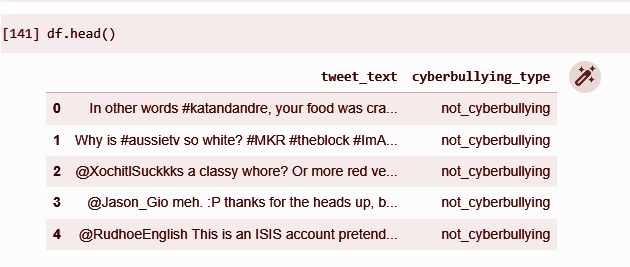 [141] df.head()
tweet_text cyberbullying_type
0 In other words #katandandre, your food was cra... not_cyberbullying
1 Why is #aussietv so white? #MKR #theblock #ImA... not_cyberbullying
2 @XochitlSuckkks a classy whore? Or more red ve... not_cyberbullying
3 @Jason_Gio meh. :P thanks for the heads up, b... not_cyberbullying
4 @RudhoeEnglish This is an ISIS account pretend... not_cyberbullying